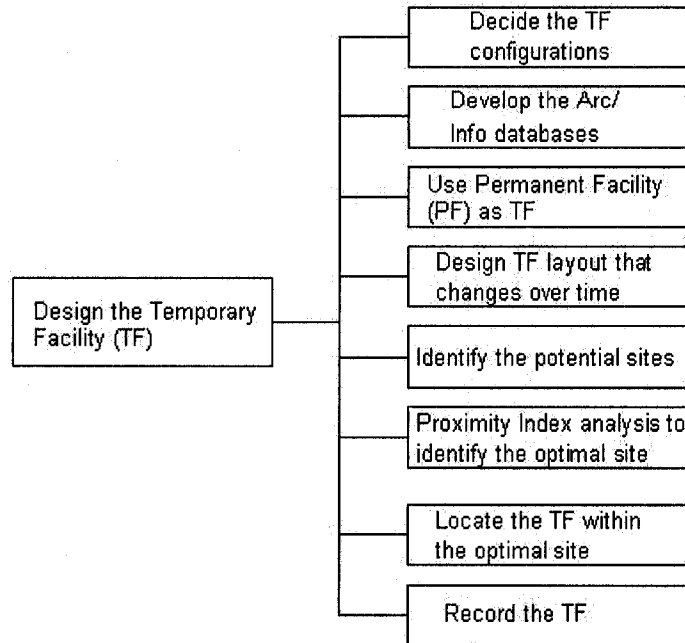 Decide the TF
configurations
Develop the Arc/
Info databases
Use Permanent Facility
(PF) as TF
Design TF layout that
changes over time
Design the Temporary
Facility (TF)
Identify the potential sites
Proximity Index analysis to
identify the optimal site
Locate the TF within
the optimal site
Record the TF